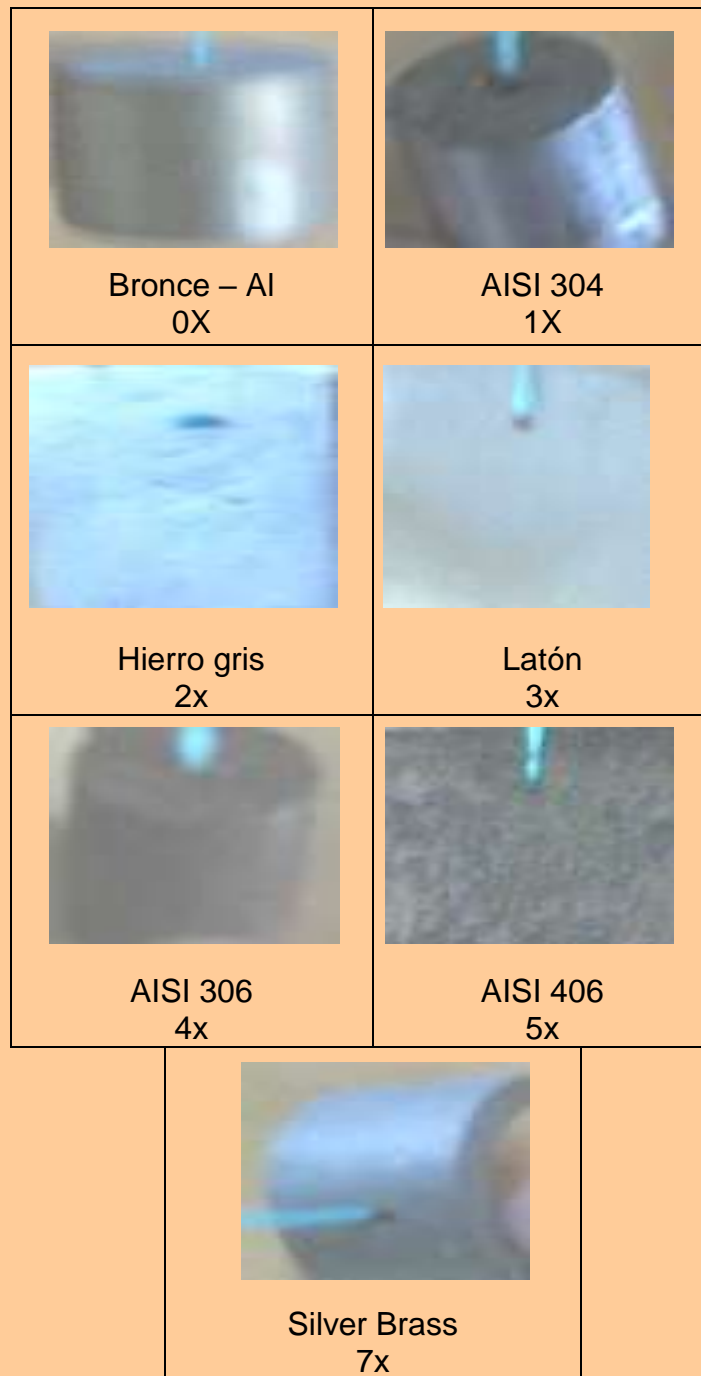 Bronce – Al
0X
AISI 304
1X
Hierro gris
2x
Latón
3x
AISI 306
4x
AISI 406
5x
Silver Brass
7x